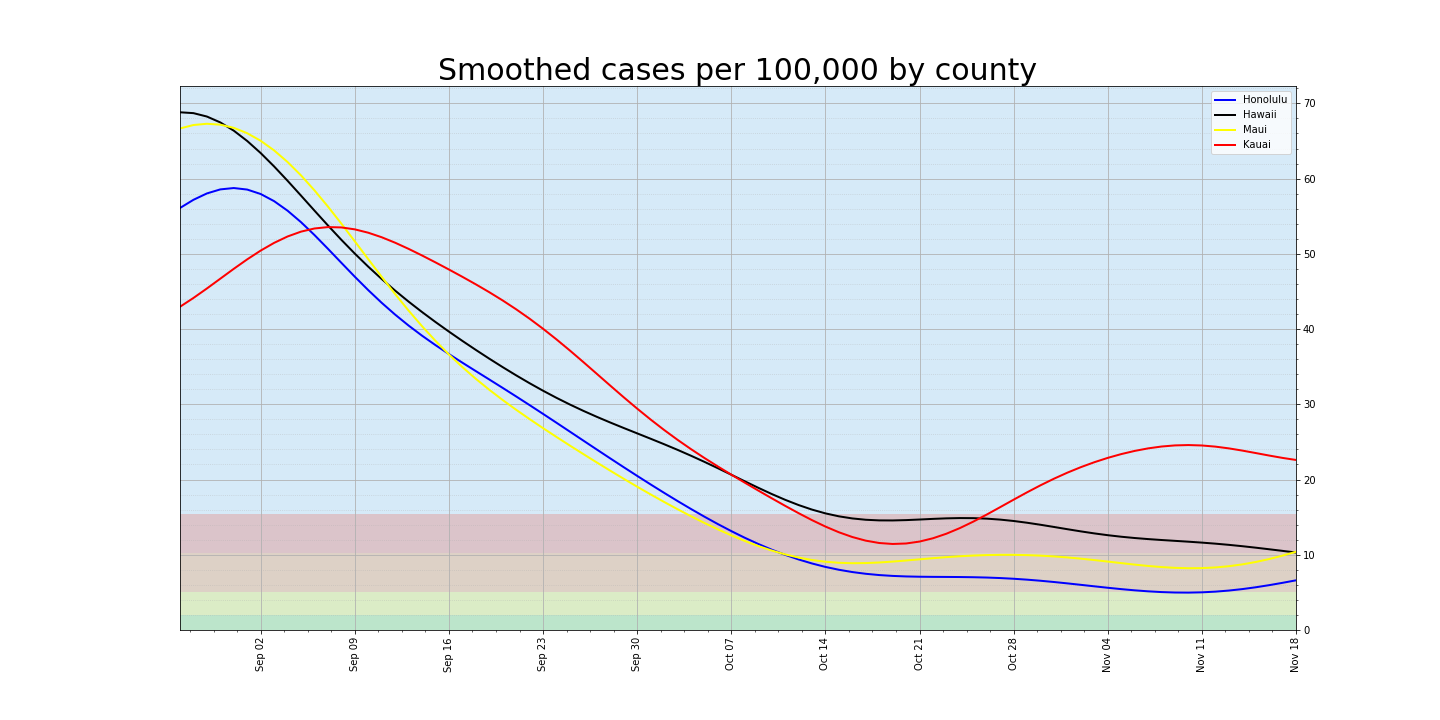 Smoothed cases per 100,000 by county
Honolulu
Hawaii
Maui
Kauai
70
60
50
40
30
20
10
0
Sep 02
Sep 09
Sep 16
Sep 23
Sep 30
Oct 07
Oct 14
Oct 21
Oct 28
Nov 04
Nov 11
Nov 18